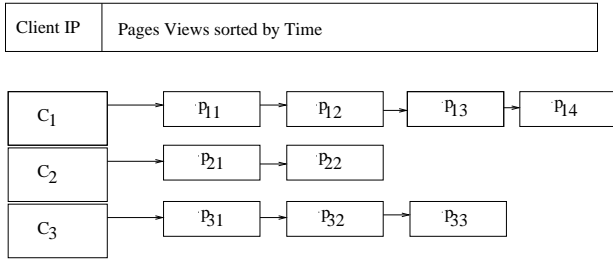 Client IP Pages Views sorted by Time
C1 p11 p12 p13 p14
C2 p21 p22
C3 p31 p32 p33